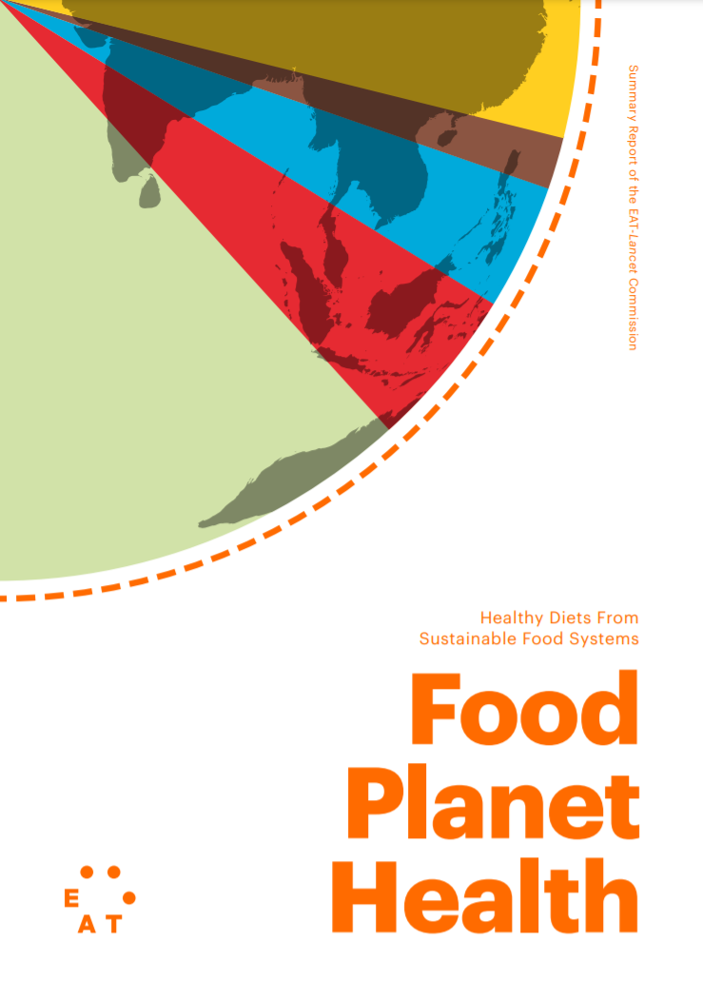 Summary Report of the EAT-Lancet Commission
Healthy Diets From
Sustainable Food Systems
Food
Planet
Health
E
A T